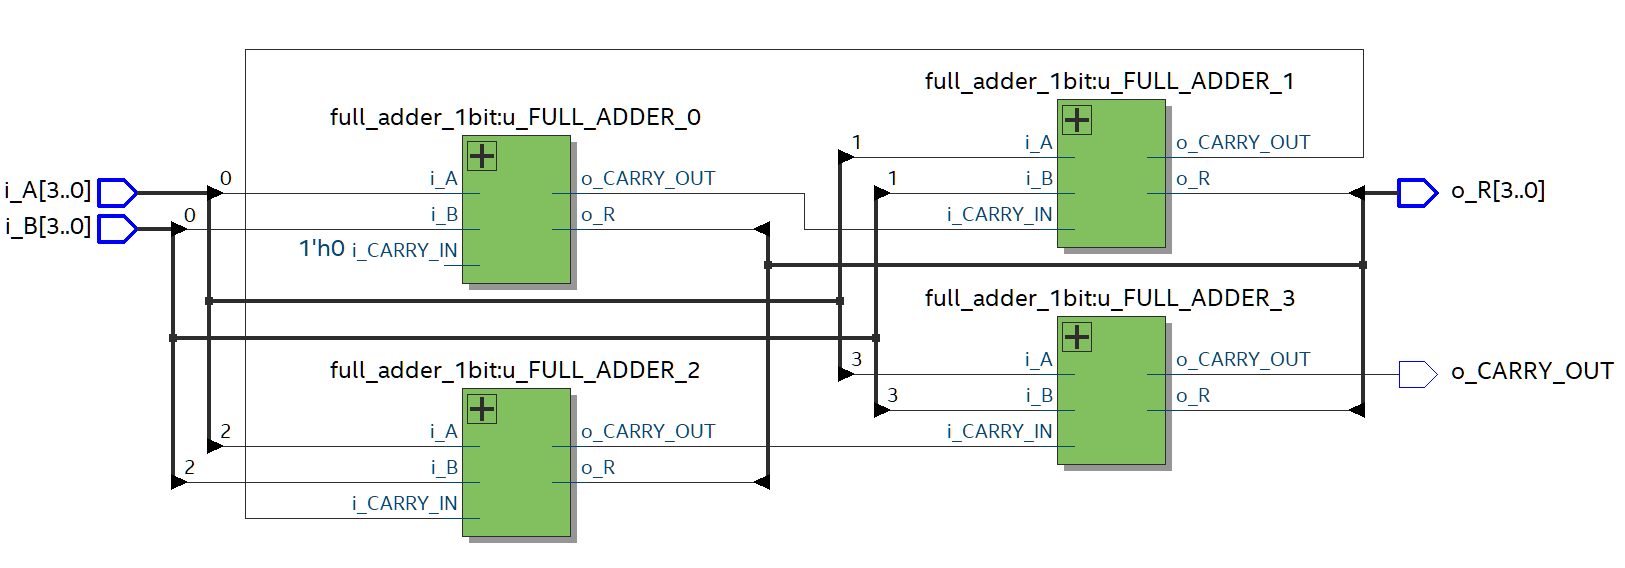 full_adder_1bit:u_FULL_ADDER_1
full_adder_1bit:u_FULL_ADDER_0
1 i_A o_CARRY_OUT
i_A[3..0] 0 i_A o_CARRY_OUT 1 i_B o_R o_R[3..0]
i_B[3..0] 0 i_B o_R i_CARRY_IN
1'h0 i_CARRY_IN
full_adder_1bit:u_FULL_ADDER_3
3 i_A o_CARRY_OUT o_CARRY_OUT
full_adder_1bit:u_FULL_ADDER_2
3 i_B o_R
2 i_A o_CARRY_OUT i_CARRY_IN
2 i_B o_R
i_CARRY_IN